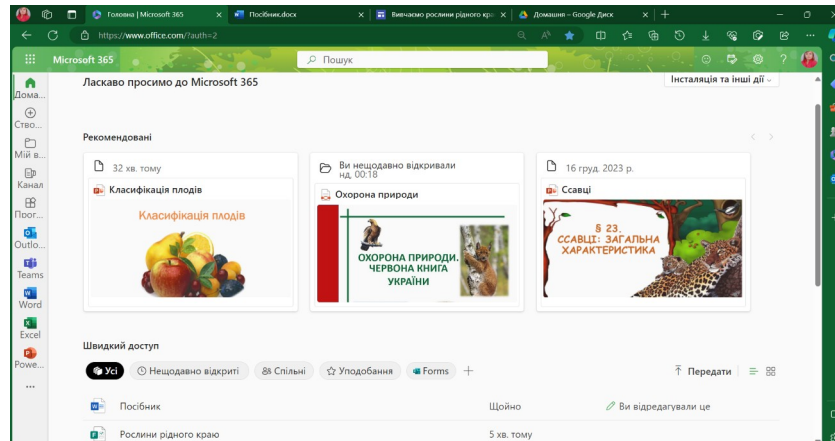 Головна | Microsoft 365
Посібник.docx
Вивчаємо рослини рідного кра
Домашня – Google Диск
https://www.office.com/?auth=2
Microsoft 365
Пошук
Ласкаво просимо до Microsoft 365
Інсталяція та інші дії
Дома...
Ство...
Мій в...
Канал
Прог...
Outlo...
Teams
Word
Excel
Powe...
Рекомендовані
32 хв. тому
Класифікація плодів
Класифікація плодів
Ви нещодавно відкривали
нд, 00:18
Охорона природи
ОХОРОНА ПРИРОДИ.
ЧЕРВОНА КНИГА
УКРАЇНИ
16 груд. 2023 р.
Ссавці
§ 23.
ССАВЦІ: ЗАГАЛЬНА
ХАРАКТЕРИСТИКА
Швидкий доступ
Усі
Нещодавно відкриті
Спільні
Уподобання
Forms
Передати
Посібник
Щойно
Ви відредагували це
Рослини рідного краю
5 хв. тому